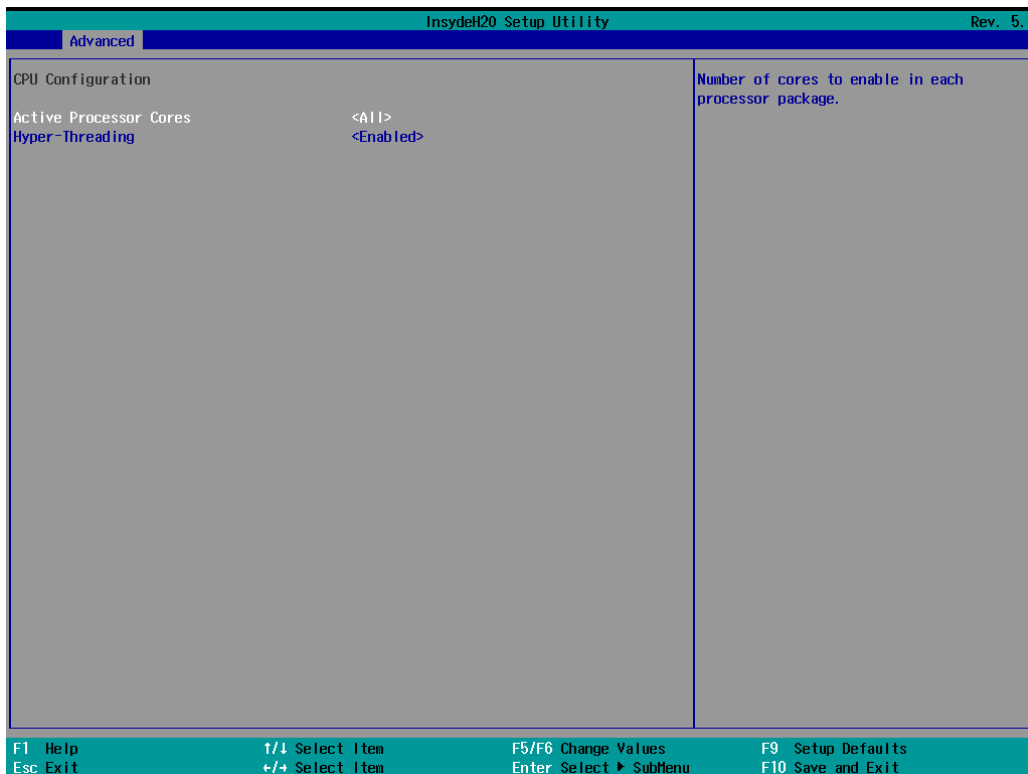 InsydeH20 Setup Utility Rev. 5.
Advanced
CPU Configuration
Active Processor Cores <All>
Hyper-Threading <Enabled>
Number of cores to enable in each
processor package.
F1 Help ↑/↓ Select Item F5/F6 Change Values F9 Setup Defaults
Esc Exit ←/→ Select Item Enter Select ► SubMenu F10 Save and Exit